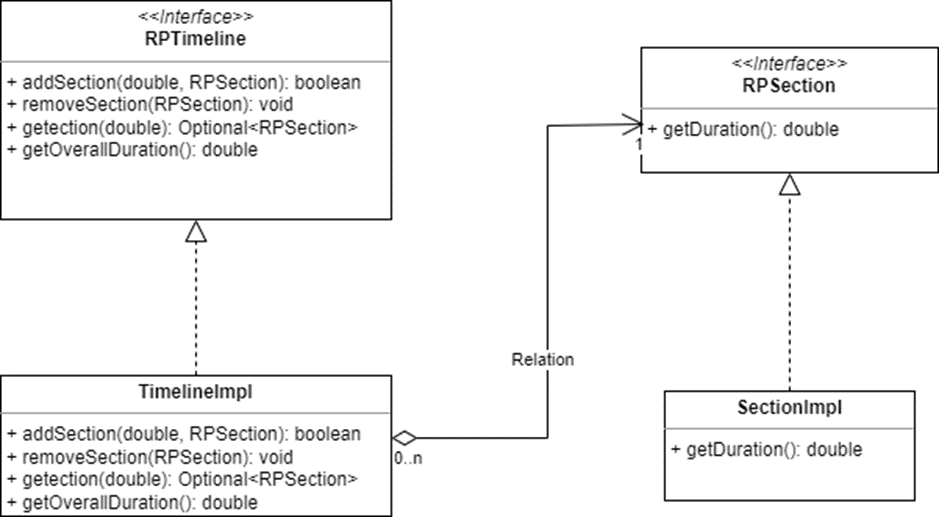 <<Interface>>
RPTimeline
+ addSection(double, RPSection): boolean
+ removeSection(RPSection): void
+ getection(double): Optional<RPSection>
+ getOverallDuration(): double
<<Interface>>
RPSection
+ getDuration(): double
1
Relation
TimelineImpl
+ addSection(double, RPSection): boolean
+ removeSection(RPSection): void
+ getection(double): Optional<RPSection>
+ getOverallDuration(): double
0..n
SectionImpl
+ getDuration(): double